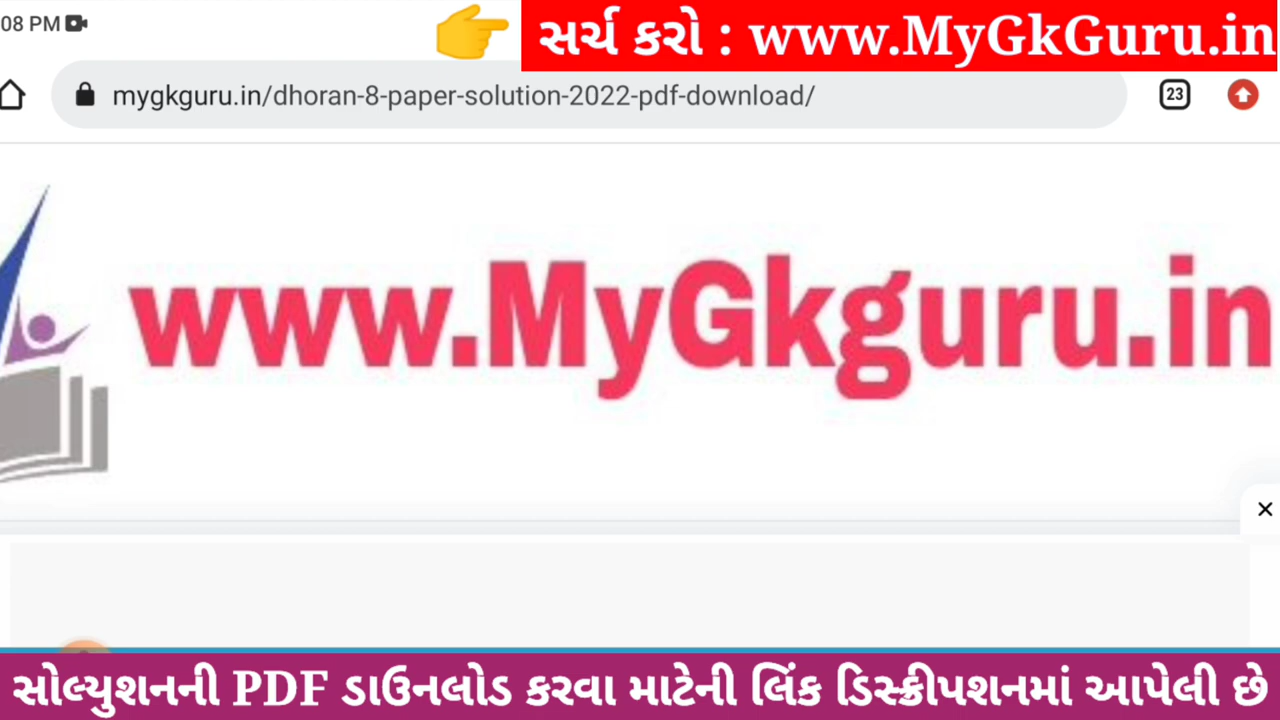 08 PM
સર્ચ કરો : www.MyGkGuru.in
mygkguru.in/dhoran-8-paper-solution-2022-pdf-download/
23
www.MyGkguru.in
સોલ્યુશનની PDF ડાઉનલોડ કરવા માટેની લિંક ડિસ્ક્રીપશનમાં આપેલી છે